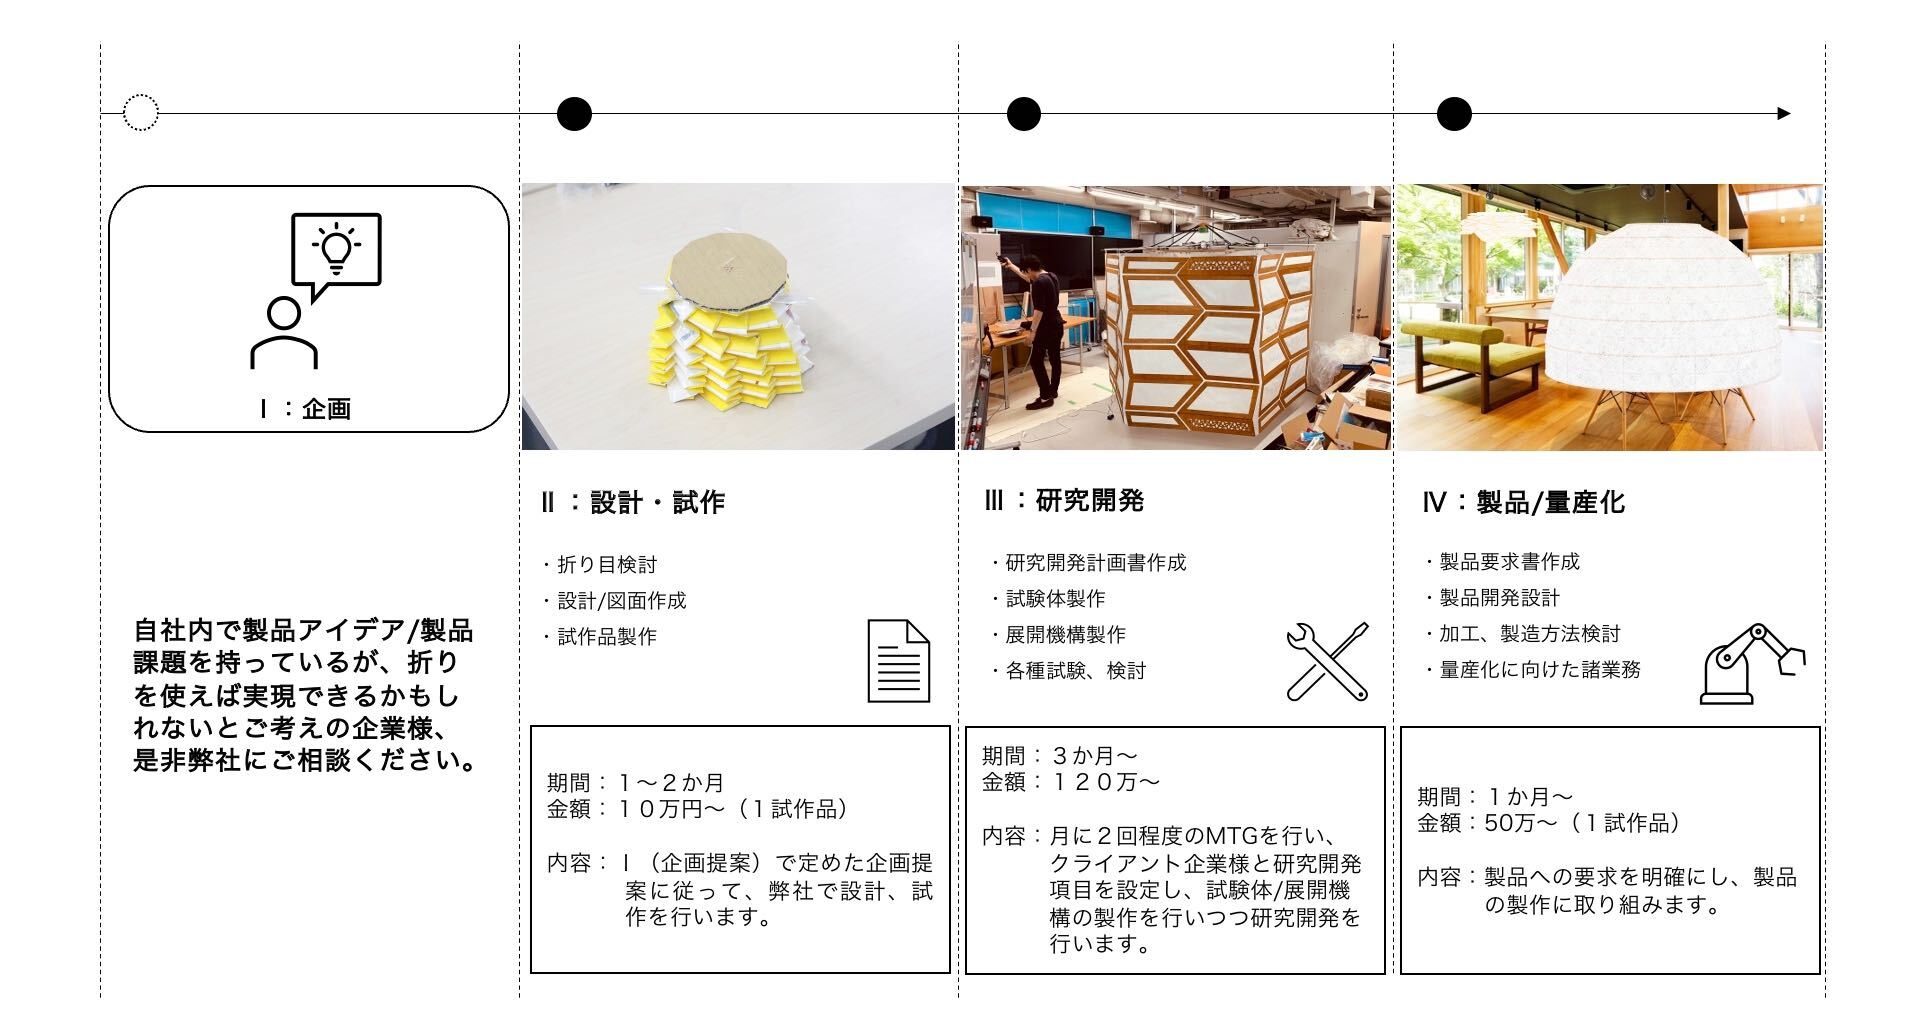 Ⅰ：企画
自社内で製品アイデア/製品
課題を持っているが、折り
を使えば実現できるかもし
れないとご考えの企業様、
是非弊社にご相談ください。
Ⅱ：設計・試作
・折り目検討
・設計/図面作成
・試作品製作
期間：１〜２か月
金額：１０万円〜（１試作品）
内容：Ⅰ（企画提案）で定めた企画提
案に従って、弊社で設計、試
作を行います。
Ⅲ：研究開発
・研究開発計画書作成
・試験体製作
・展開機構製作
・各種試験、検討
期間：３か月〜
金額：１２０万〜
内容：月に２回程度のMTGを行い、
クライアント企業様と研究開発
項目を設定し、試験体/展開機
構の製作を行いつつ研究開発を
行います。
Ⅳ：製品/量産化
・製品要求書作成
・製品開発設計
・加工、製造方法検討
・量産化に向けた諸業務
期間：１か月〜
金額：50万〜（１試作品）
内容：製品への要求を明確にし、製品
の製作に取り組みます。